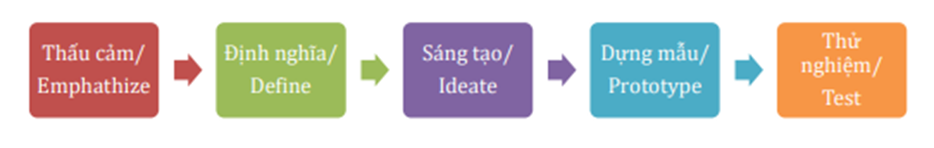 Thấu cảm/
Emphathize
Định nghĩa/
Define
Sáng tạo/
Ideate
Dựng mẫu/
Prototype
Thử
nghiệm/
Test